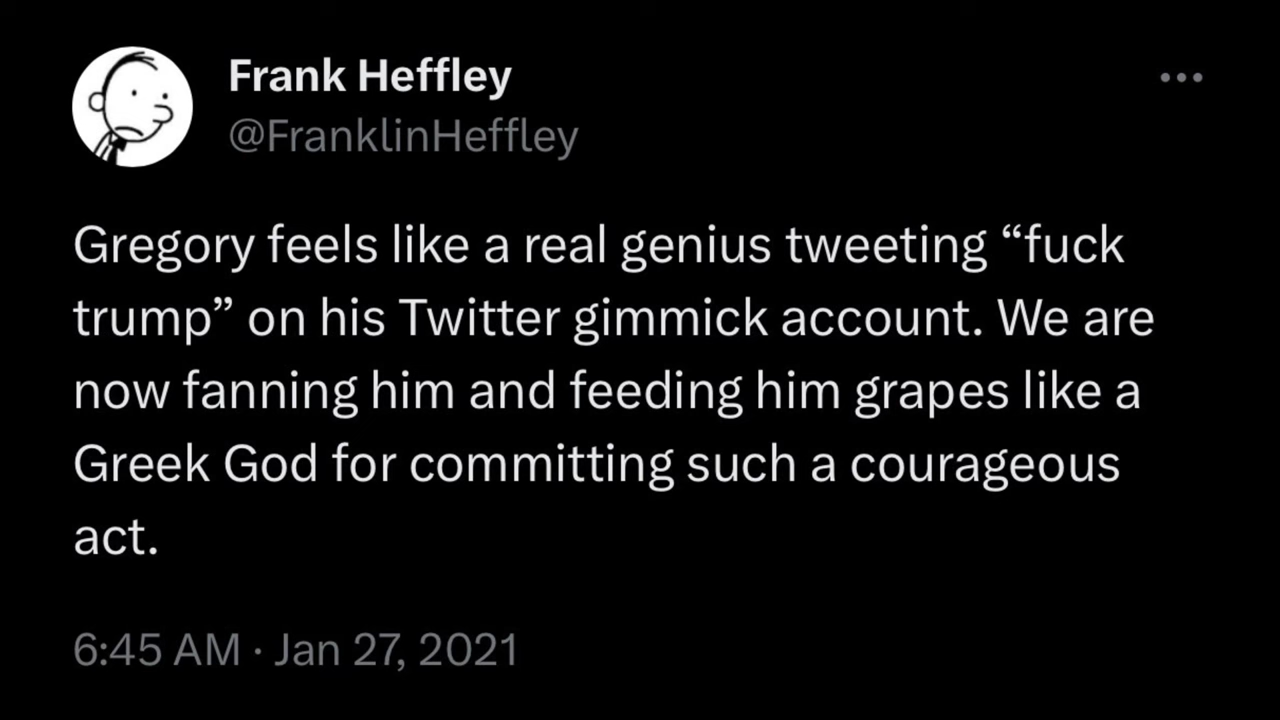 Frank Heffley
@FranklinHeffley
Gregory feels like a real genius tweeting “fuck
trump” on his Twitter gimmick account. We are
now fanning him and feeding him grapes like a
Greek God for committing such a courageous
act.
6:45 AM · Jan 27, 2021